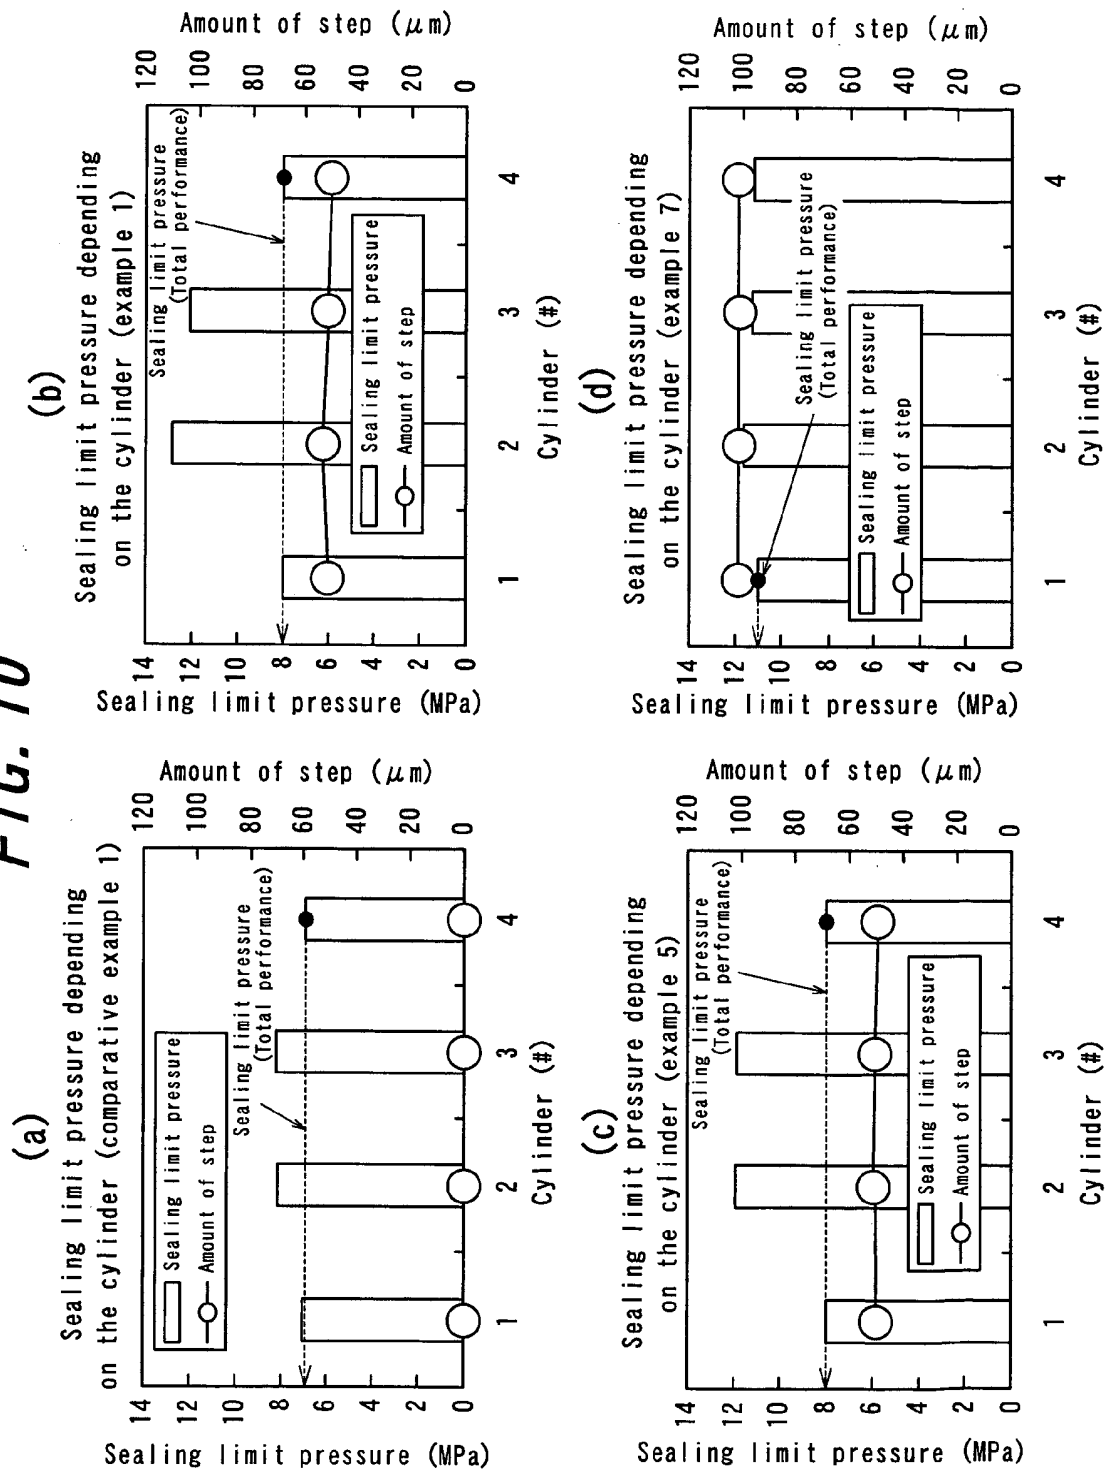 FIG. 10
(a)
Sealing limit pressure depending
on the cylinder (comparative example 1)
Sealing limit pressure (MPa)
14
12
10
8
6
4
2
0
Amount of step (μm)
120
100
80
60
40
20
0
Sealing limit pressure
Amount of step
Sealing limit pressure
(Total performance)
1
2
3
4
Cylinder (#)
(b)
Sealing limit pressure depending
on the cylinder (example 1)
Sealing limit pressure (MPa)
14
12
10
8
6
4
2
0
Amount of step (μm)
120
100
80
60
40
20
0
Sealing limit pressure
(Total performance)
Sealing limit pressure
Amount of step
1
2
3
4
Cylinder (#)
(c)
Sealing limit pressure depending
on the cylinder (example 5)
Sealing limit pressure (MPa)
14
12
10
8
6
4
2
0
Amount of step (μm)
120
100
80
60
40
20
0
Sealing limit pressure
(Total performance)
Sealing limit pressure
Amount of step
1
2
3
4
Cylinder (#)
(d)
Sealing limit pressure depending
on the cylinder (example 7)
Sealing limit pressure (MPa)
14
12
10
8
6
4
2
0
Amount of step (μm)
120
100
80
60
40
20
0
Sealing limit pressure
(Total performance)
Sealing limit pressure
Amount of step
1
2
3
4
Cylinder (#)